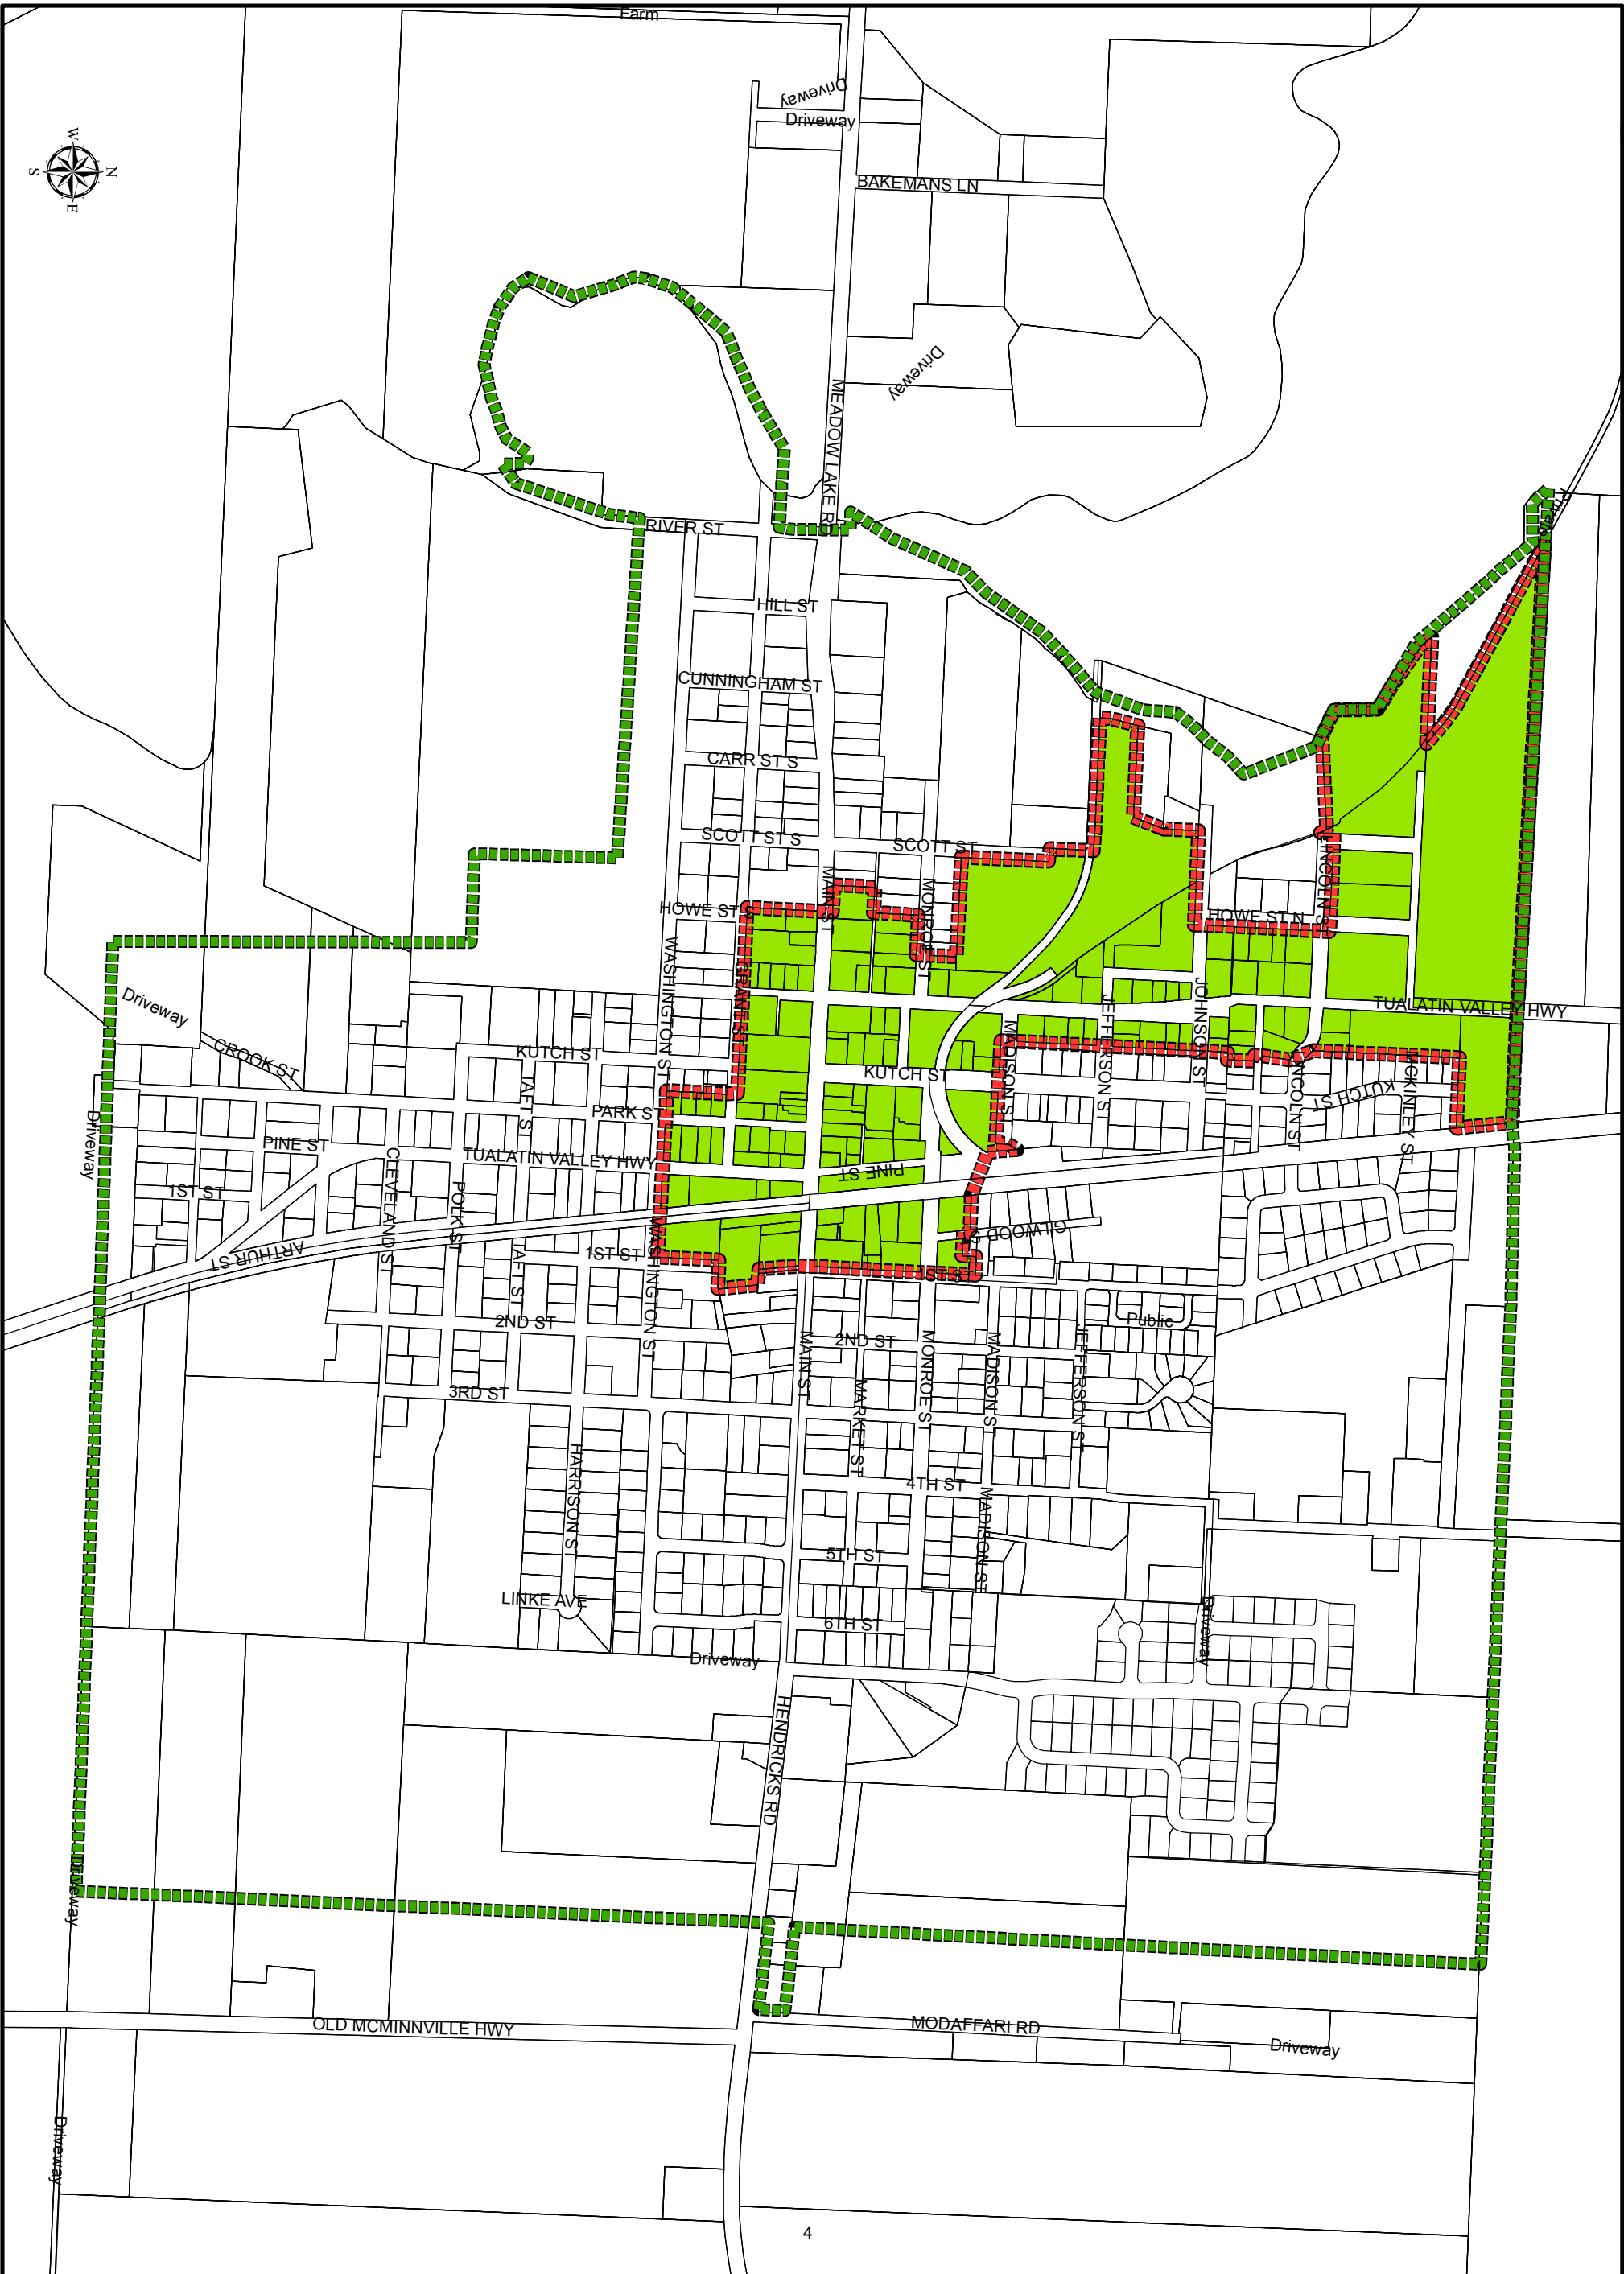 Farm
Driveway
Driveway
W
N
S
E
BAKEMANS LN
Driveway
MEADOW LAKE RD
Private
RIVER ST
HILL ST
CUNNINGHAM ST
CARR ST S
SCOTT ST S
SCOTT ST
LINCOLN S
MAIN ST
MONROE ST
HOWE ST S
HOWE ST N
WASHINGTON ST
GRANT ST
Driveway
TUALATIN VALLEY HWY
JEFFERSON ST
JOHNSON ST
MADISON ST
CROOK ST
KUTCH ST
KUTCH ST
KUTCH ST
MCKINLEY ST
LINCOLN ST
TAFT ST
PARK ST
Driveway
PINE ST
TUALATIN VALLEY HWY
PINE ST
CLEVELAND ST
POLK ST
1ST ST
GILWOOD ST
ARTHUR ST
TAFT ST
1ST ST
WASHINGTON ST
1ST ST
2ND ST
Public
2ND ST
MAIN ST
MONROE ST
MADISON ST
JEFFERSON ST
3RD ST
MARKET ST
HARRISON ST
4TH ST
MADISON ST
5TH ST
LINKE AVE
6TH ST
Driveway
Driveway
HENDRICKS RD
Driveway
OLD MCMINNVILLE HWY
MODAFFARI RD
Driveway
Driveway
4